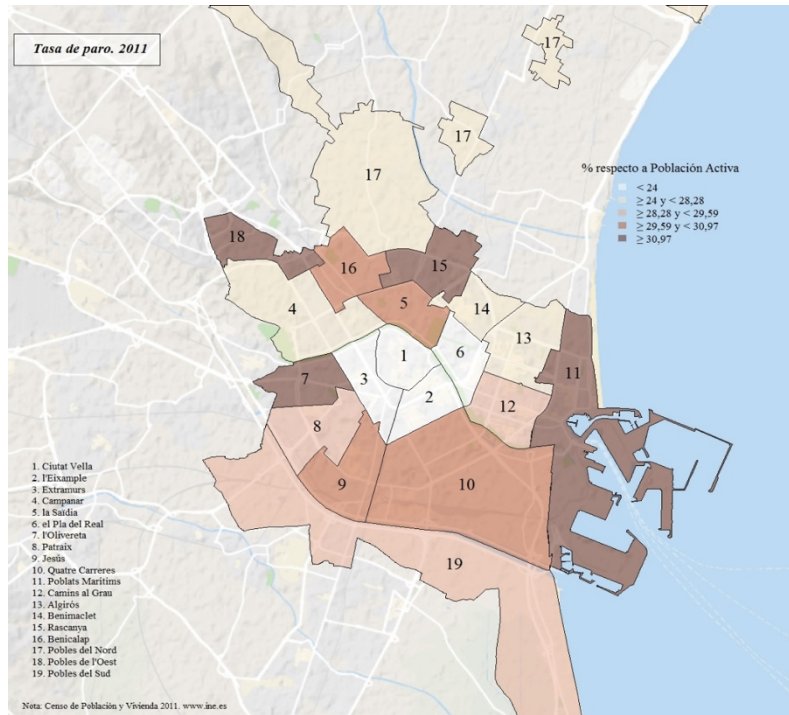 Tasa de paro. 2011
17
17
17
% respecto a Población Activa
< 24
≥ 24 y < 28,28
≥ 28,28 y < 29,59
≥ 29,59 y < 30,97
≥ 30,97
18
16
15
4
5
14
13
1
6
3
7
11
2
12
8
9
10
19
1. Ciutat Vella
2. l'Eixample
3. Extramurs
4. Campanar
5. la Saïdia
6. el Pla del Real
7. l'Olivereta
8. Patraix
9. Jesús
10. Quatre Carreres
11. Poblats Marítims
12. Camins al Grau
13. Algirós
14. Benimaclet
15. Rascanya
16. Benicalap
17. Pobles del Nord
18. Pobles de l'Oest
19. Pobles del Sud
Nota: Censo de Población y Vivienda 2011. www.ine.es